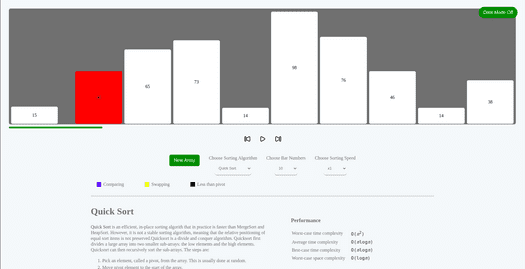 Dark Mode Off
15
65
73
14
98
76
46
14
38
New Array
Choose Sorting Algorithm
Quick Sort
Choose Bar Numbers
10
Choose Sorting Speed
x1
Comparing
Swapping
Less than pivot
Quick Sort
Quick Sort is an efficient, in-place sorting algorithm that in practice is faster than MergeSort and
HeapSort. However, it is not a stable sorting algorithm, meaning that the relative positioning of
equal sort items is not preserved. Quicksort is a divide and conquer algorithm. Quicksort first
divides a large array into two smaller sub-arrays: the low elements and the high elements.
Quicksort can then recursively sort the sub-arrays. The steps are:
1. Pick an element, called a pivot, from the array. This is usually done at random.
2. Move pivot element to the start of the array.
Performance
Worst-case time complexity
Average time complexity
Best-case time complexity
Worst-case space complexity